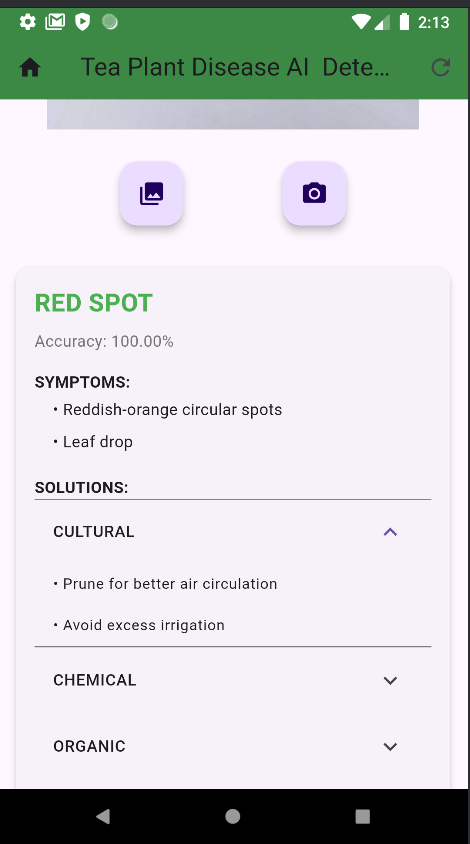 2:13
Tea Plant Disease AI Dete...
RED SPOT
Accuracy: 100.00%
SYMPTOMS:
• Reddish-orange circular spots
• Leaf drop
SOLUTIONS:
CULTURAL
• Prune for better air circulation
• Avoid excess irrigation
CHEMICAL
ORGANIC